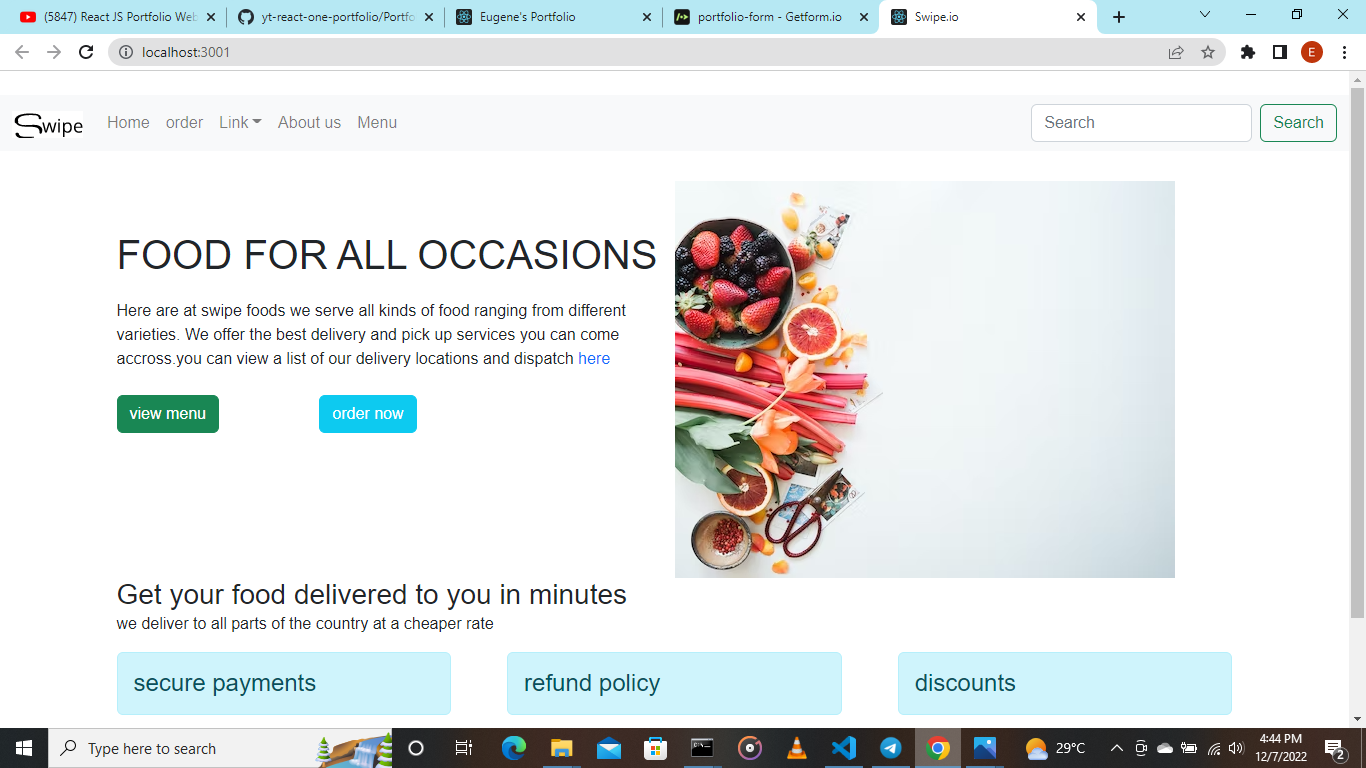 (5847) React JS Portfolio Web
yt-react-one-portfolio/Portfo
Eugene's Portfolio
portfolio-form - Getform.io
Swipe.io
localhost:3001
E
Swipe
Home
order
Link
About us
Menu
Search
Search
FOOD FOR ALL OCCASIONS
Here are at swipe foods we serve all kinds of food ranging from different
varieties. We offer the best delivery and pick up services you can come
accross.you can view a list of our delivery locations and dispatch here
view menu
order now
Get your food delivered to you in minutes
we deliver to all parts of the country at a cheaper rate
secure payments
refund policy
discounts
Type here to search
29°C
4:44 PM
12/7/2022
2